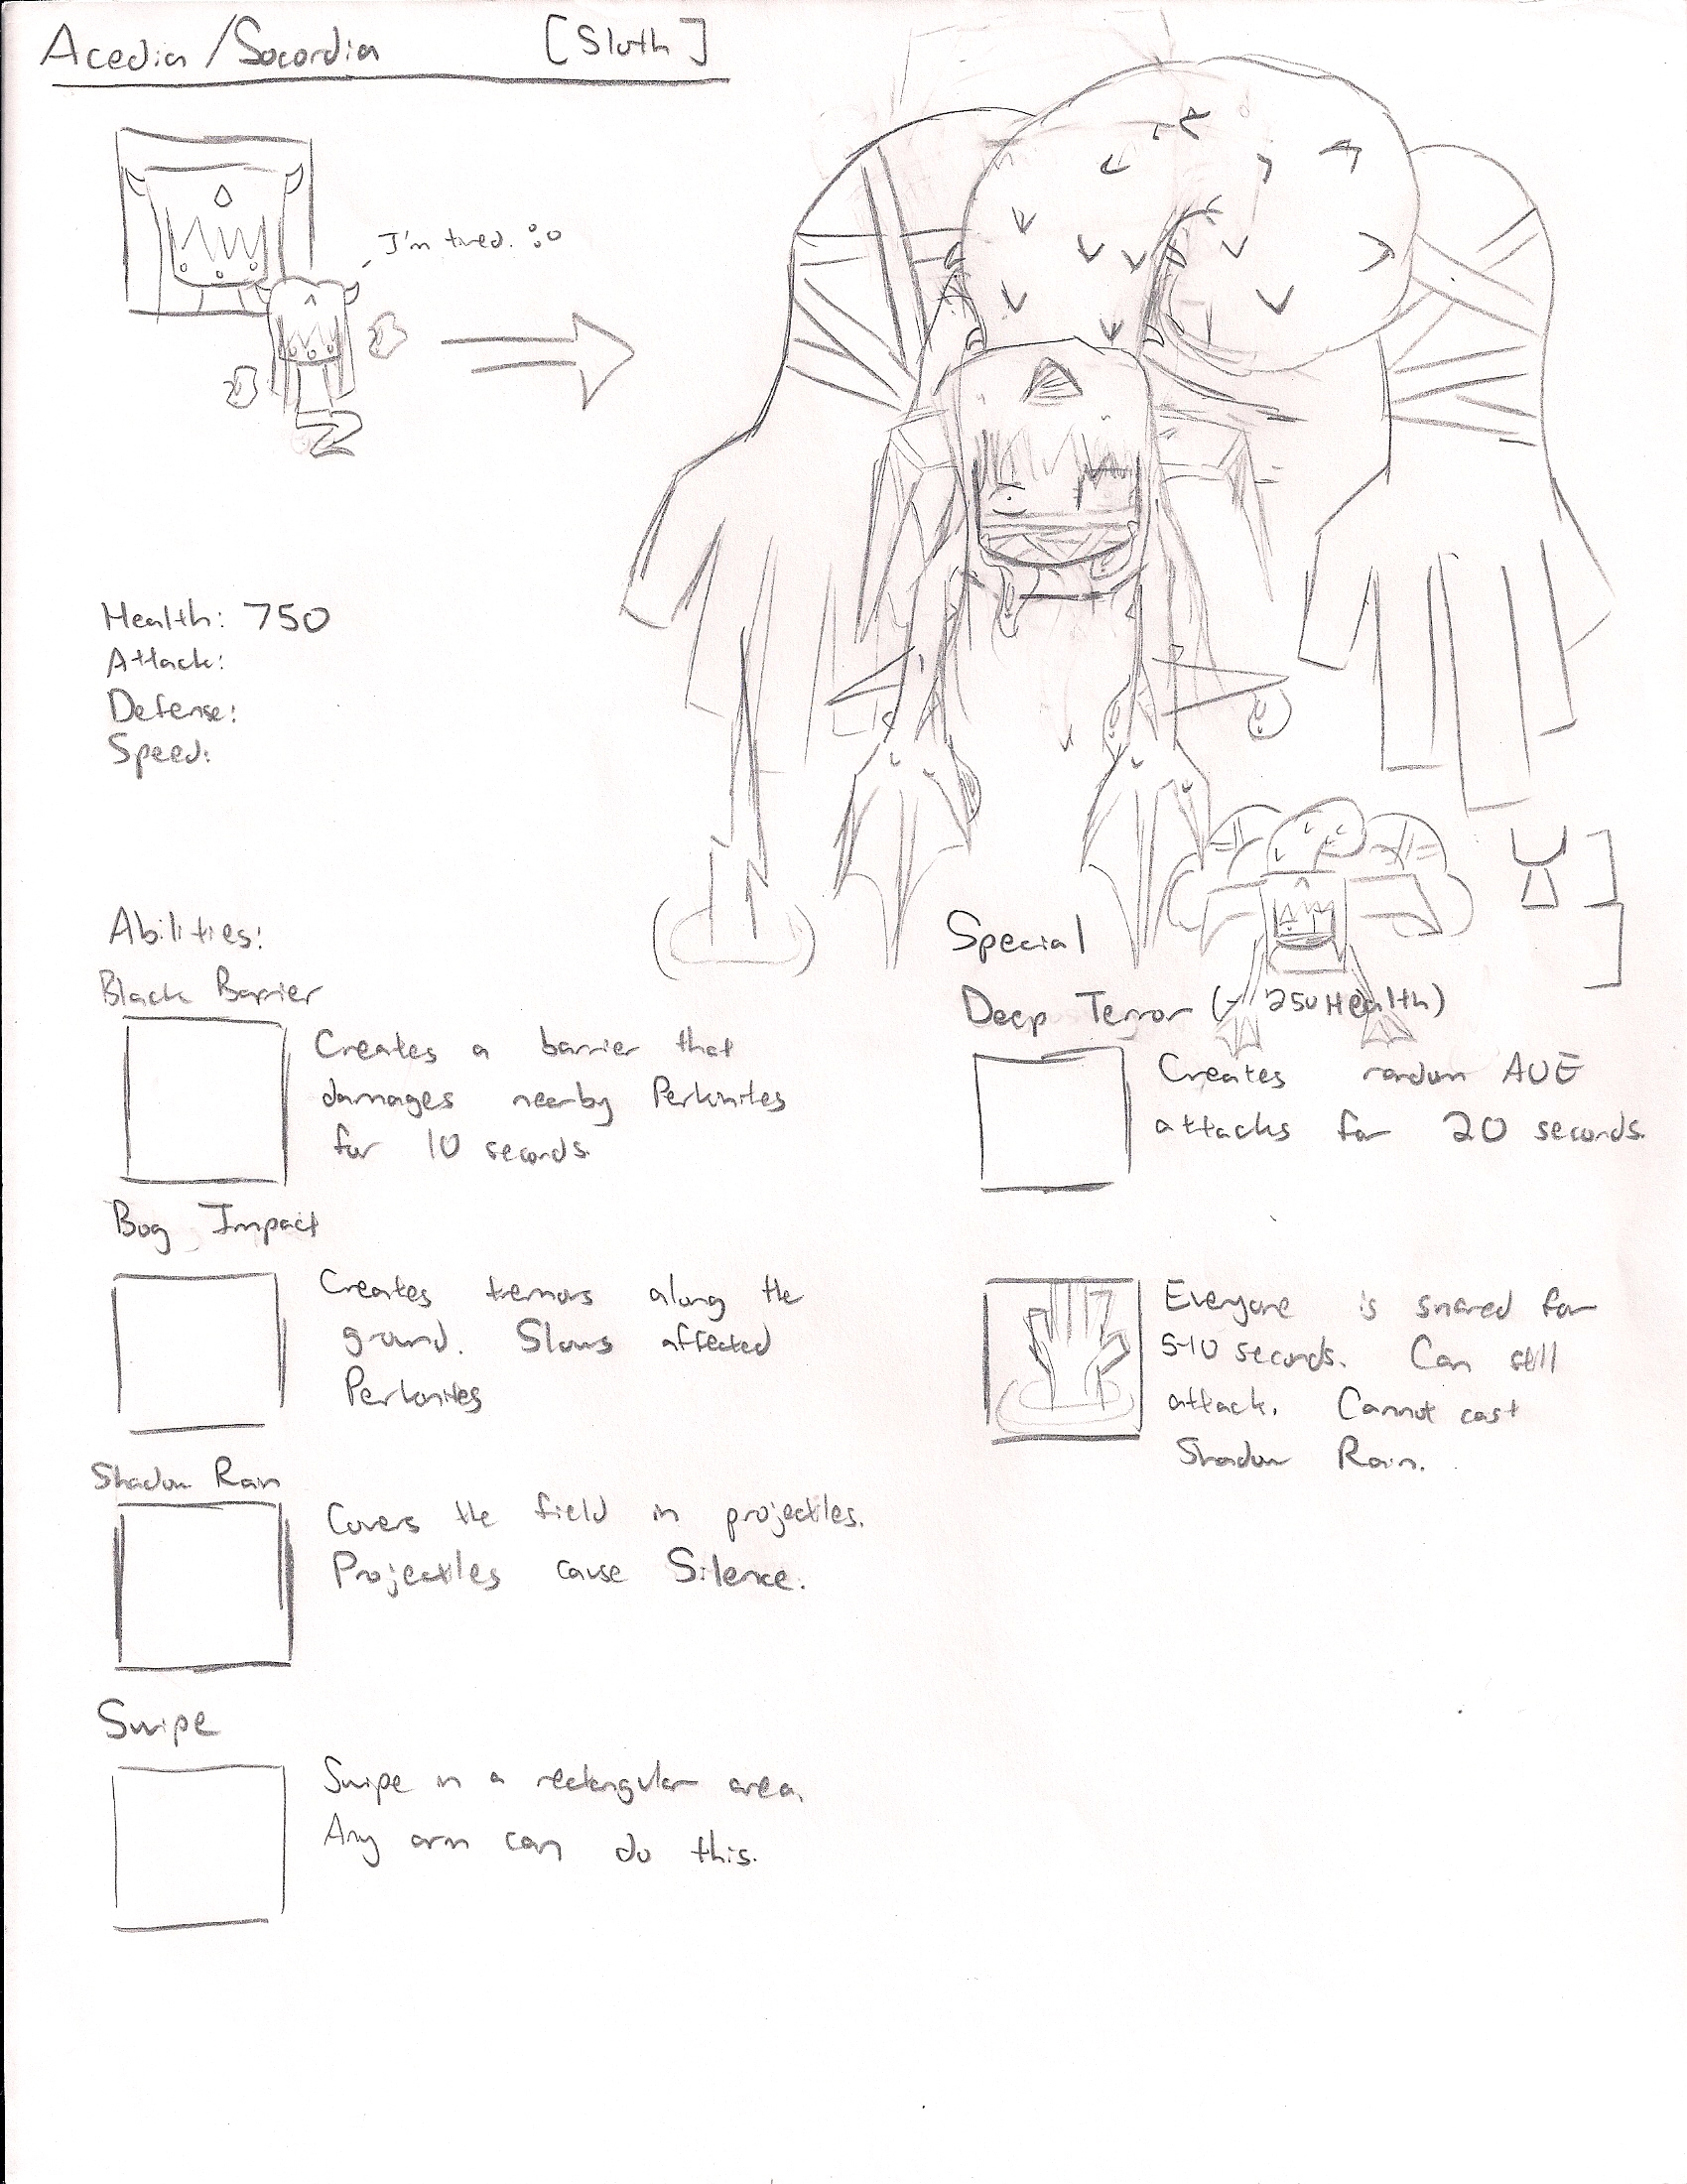 Acedia/Socordia [Sloth]
I'm tired.
Health: 750
Attack:
Defense:
Speed:
Abilities:
Black Barrier
Creates a barrier that
damages nearby Perkinites
for 10 seconds.
Bog Impact
Creates tremors along the
ground. Slows affected
Perkinites
Shadow Rain
Covers the field in projectiles.
Projectiles cause Silence.
Swipe
Swipe in a rectangular area.
Any arm can do this.
Special
Deep Terror (- 250 Health)
Creates random AOE
attacks for 20 seconds.
Everyone is snared for
5-10 seconds. Can still
attack. Cannot cast
Shadow Rain.